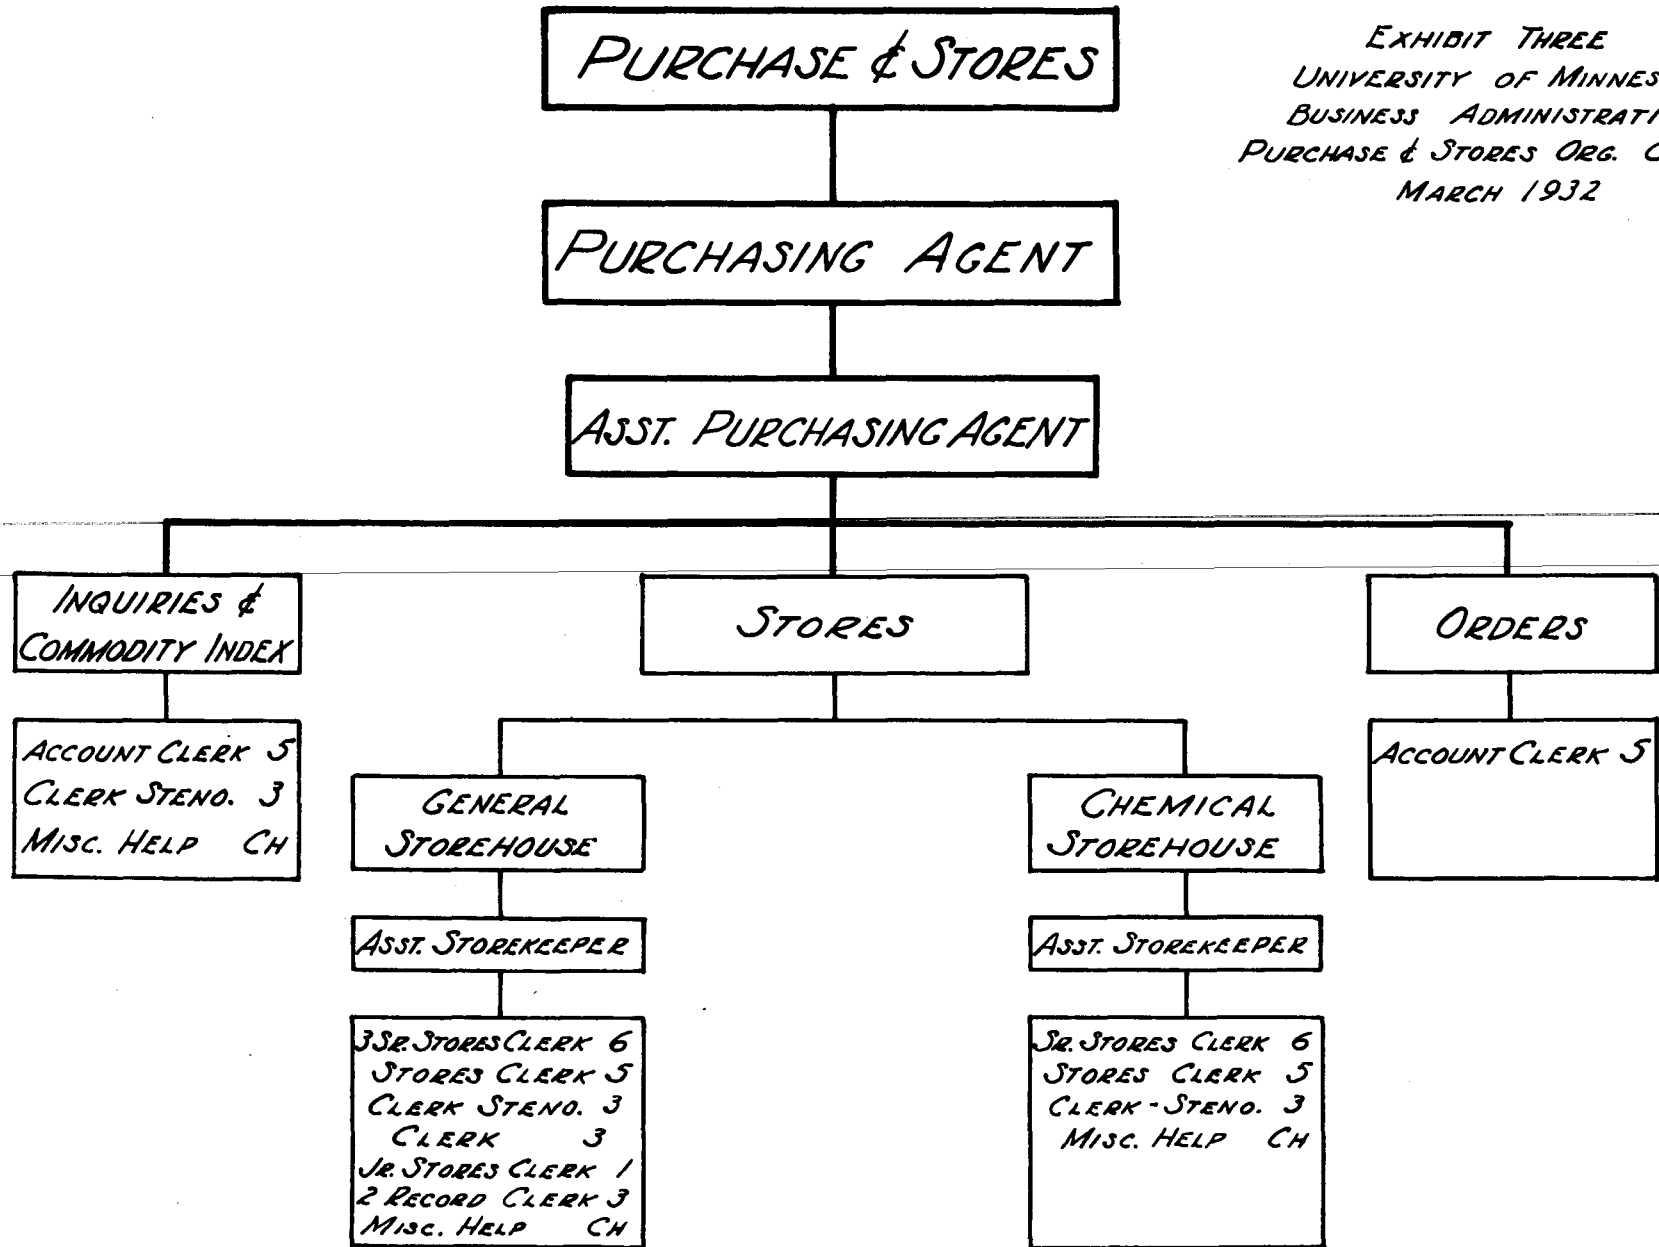 PURCHASE & STORES
EXHIBIT THREE
UNIVERSITY OF
BUSINESS
PURCHASE & STORES ORG.
MARCH 1932
PURCHASING AGENT
ASST. PURCHASING AGENT
INQUIRIES &
COMMODITY INDEX
STORES
ORDERS
ACCOUNT CLERK 5
CLERK STENO. 3
MISC. HELP CH
ACCOUNT CLERK 5
GENERAL
STOREHOUSE
CHEMICAL
STOREHOUSE
ASST. STOREKEEPER
ASST. STOREKEEPER
3 SR. STORES CLERK 6
STORES CLERK 5
CLERK STENO. 3
CLERK 3
JR. STORES CLERK 1
2 RECORD CLERK 3
MISC. HELP CH
SR. STORES CLERK 6
STORES CLERK 5
CLERK-STENO. 3
MISC. HELP CH